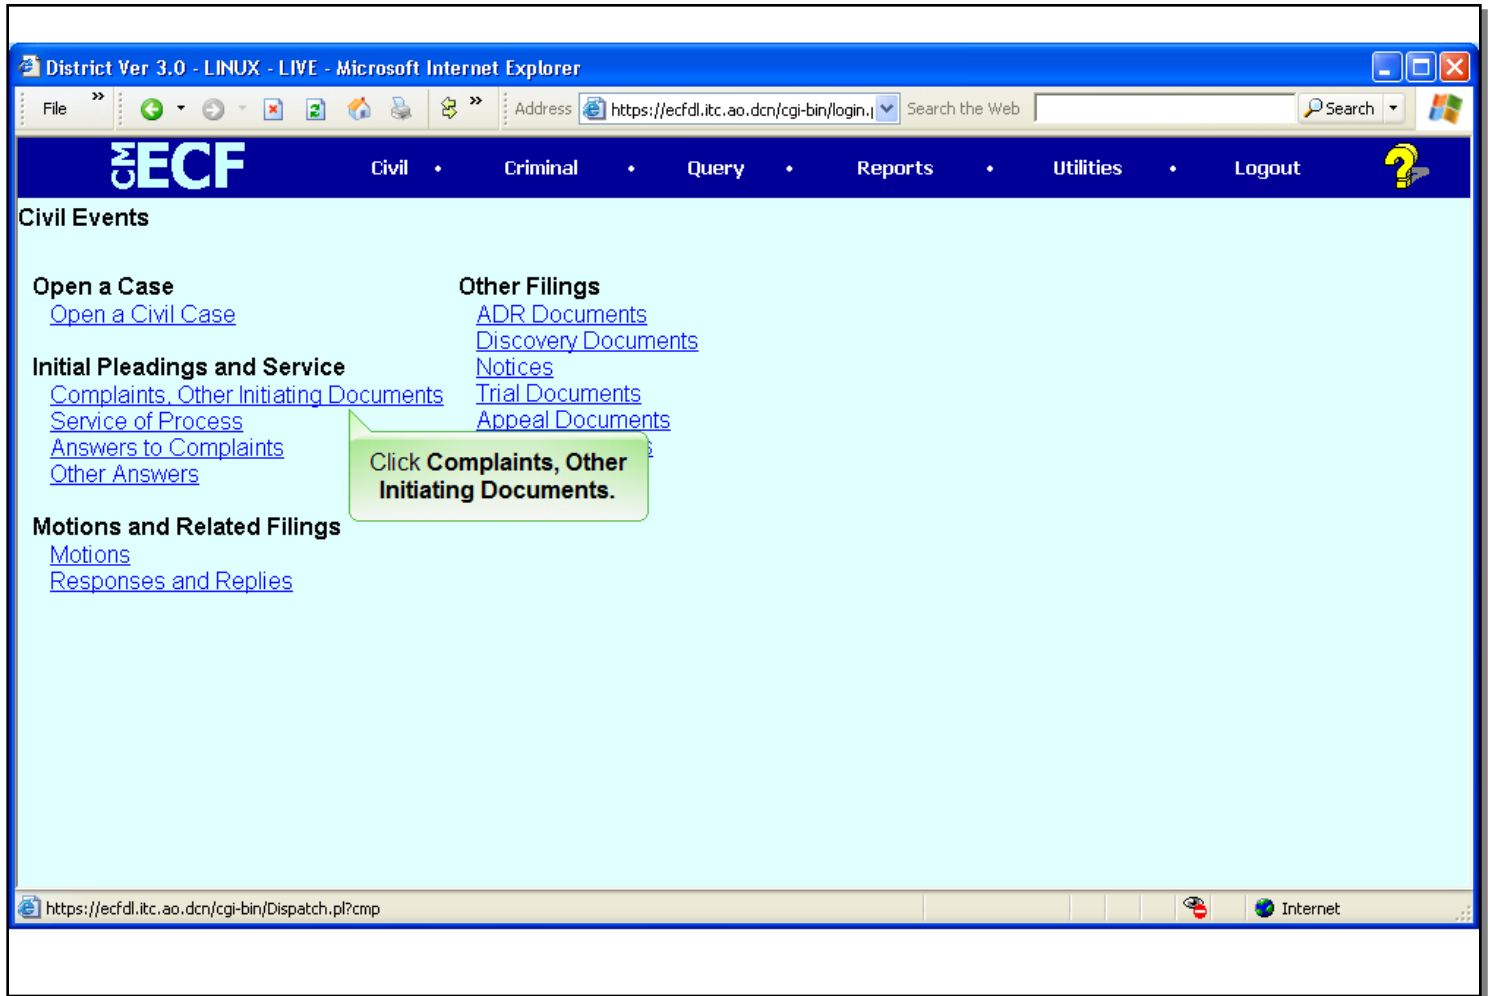 District Ver 3.0 - LINUX - LIVE - Microsoft Internet Explorer
File » » Address https://ecfdl.itc.ao.dcn/cgi-bin/login. Search the Web Search
CM ECF Civil • Criminal • Query • Reports • Utilities • Logout ?
Civil Events
Open a Case
Open a Civil Case
Initial Pleadings and Service
Complaints, Other Initiating Documents
Service of Process
Answers to Complaints
Other Answers
Motions and Related Filings
Motions
Responses and Replies
Other Filings
ADR Documents
Discovery Documents
Notices
Trial Documents
Appeal Documents
Click Complaints, Other
Initiating Documents.
https://ecfdl.itc.ao.dcn/cgi-bin/Dispatch.pl?cmp Internet